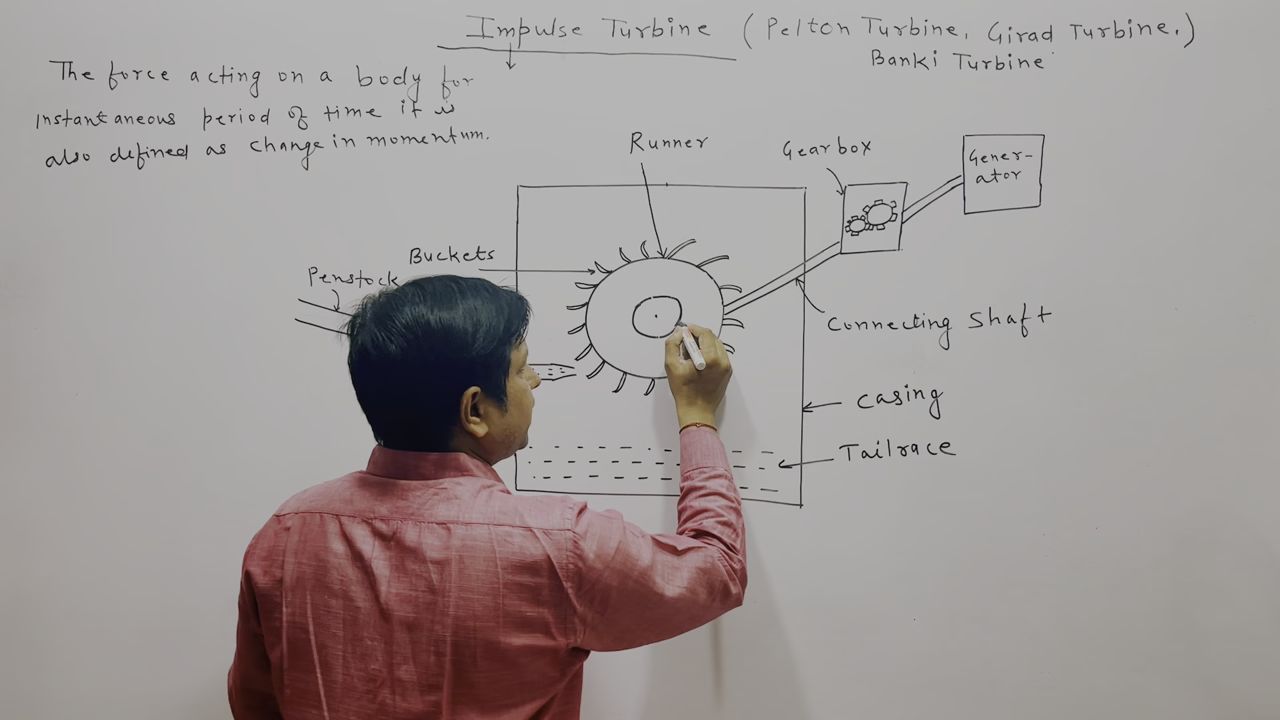 Impulse Turbine (Pelton Turbine, Girad Turbine.)
Banki Turbine
The force acting on a body for
instantaneous period of time it is
also defined as change in momentum.
Runner
Gearbox
Gener-
ator
Buckets
Penstock
Connecting Shaft
Casing
Tailrace